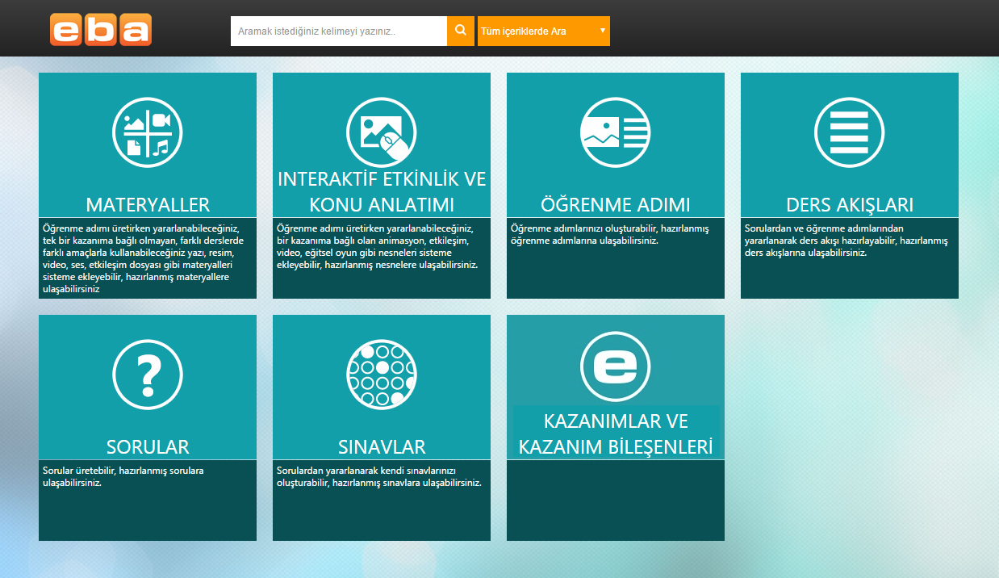 eba
Aramak istediğiniz kelimeyi yazınız..
Tüm içeriklerde Ara
MATERYALLER
Öğrenme adımı üretirken yararlanabileceğiniz,
tek bir kazanıma bağlı olmayan, farklı derslerde
farklı amaçlarla kullanabileceğiniz yazı, resim,
video, ses, etkileşim dosyası gibi materyalleri
sisteme ekleyebilir, hazırlanmış materyallere
ulaşabilirsiniz
INTERAKTİF ETKİNLİK VE
KONU ANLATIMI
Öğrenme adımı üretirken yararlanabileceğiniz,
bir kazanıma bağlı olan animasyon, etkileşim,
video, eğitsel oyun gibi nesneleri sisteme
ekleyebilir, hazırlanmış nesnelere ulaşabilirsiniz.
ÖĞRENME ADIMI
Öğrenme adımlarınızı oluşturabilir, hazırlanmış
öğrenme adımlarına ulaşabilirsiniz.
DERS AKIŞLARI
Sorulardan ve öğrenme adımlarından
yararlanarak ders akışı hazırlayabilir, hazırlanmış
ders akışlarına ulaşabilirsiniz.
?
SORULAR
Sorular üretebilir, hazırlanmış sorulara
ulaşabilirsiniz.
SINAVLAR
Sorulardan yararlanarak kendi sınavlarınızı
oluşturabilir, hazırlanmış sınavlara ulaşabilirsiniz.
e
KAZANIMLAR VE
KAZANIM BİLEŞENLERİ